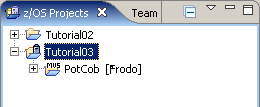 z/OS Projects Team
Tutorial02
Tutorial03
MVS PotCob [Frodo]